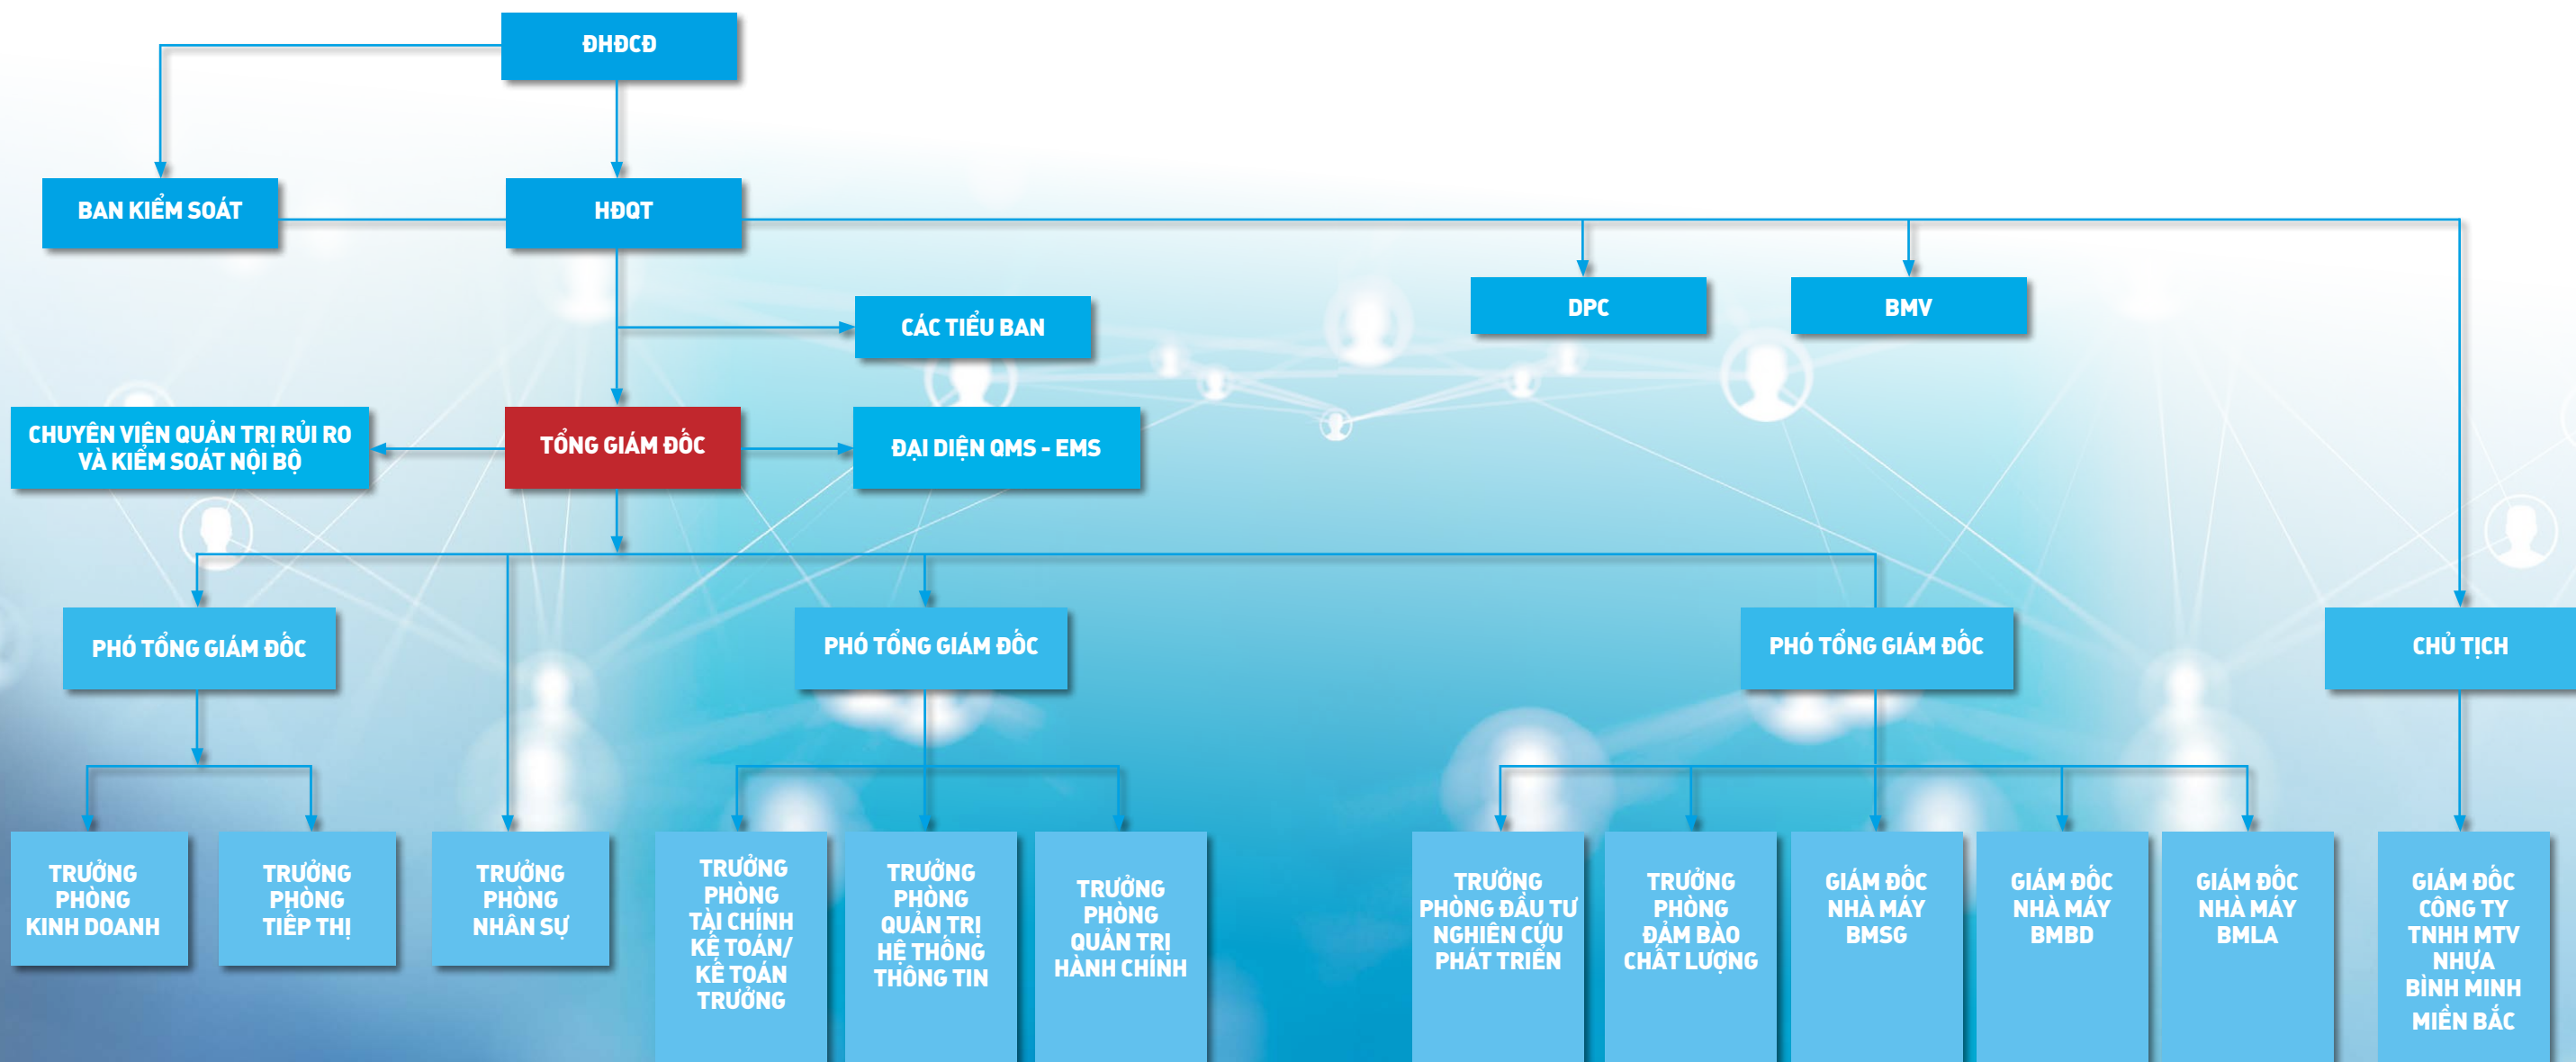 ĐHĐCĐ
BAN KIỂM SOÁT
HĐQT
DPC
BMV
CÁC TIỂU BAN
CHUYÊN VIÊN QUẢN TRỊ RỦI RO
VÀ KIỂM SOÁT NỘI BỘ
TỔNG GIÁM ĐỐC
ĐẠI DIỆN QMS - EMS
PHÓ TỔNG GIÁM ĐỐC
PHÓ TỔNG GIÁM ĐỐC
PHÓ TỔNG GIÁM ĐỐC
CHỦ TỊCH
TRƯỞNG
PHÒNG
KINH DOANH
TRƯỞNG
PHÒNG
TIẾP THỊ
TRƯỞNG
PHÒNG
NHÂN SỰ
TRƯỞNG
PHÒNG
TÀI CHÍNH
KẾ TOÁN/
KẾ TOÁN
TRƯỞNG
TRƯỞNG
PHÒNG
QUẢN TRỊ
HỆ THỐNG
THÔNG TIN
TRƯỞNG
PHÒNG
QUẢN TRỊ
HÀNH CHÍNH
TRƯỞNG
PHÒNG ĐẦU TƯ
NGHIÊN CỨU
PHÁT TRIỂN
TRƯỞNG
PHÒNG
ĐẢM BÀO
CHẤT LƯỢNG
GIÁM ĐỐC
NHÀ MÁY
BMSG
GIÁM ĐỐC
NHÀ MÁY
BMBD
GIÁM ĐỐC
NHÀ MÁY
BMLA
GIÁM ĐỐC
CÔNG TY
TNHH MTV
NHỰA
BÌNH MINH
MIỀN BẮC